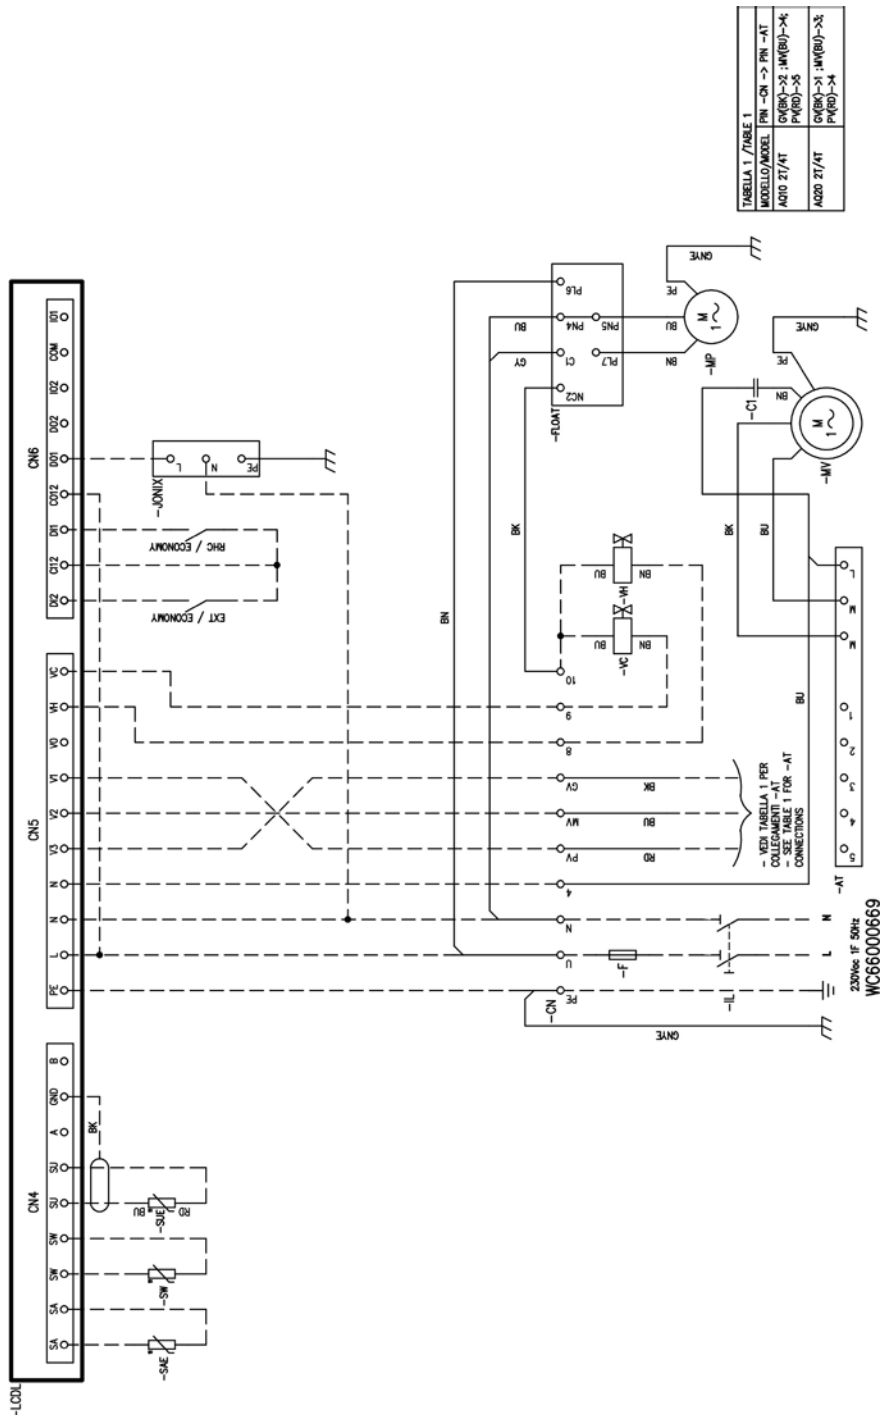 TABELLA 1 /TABLE 1
MODELLO/MODEL
PIN -CN -> PIN -AT
AQ10 2T/4T
GV(BK)->2 ;MV(BU)->4;
PV(RD)->5
AQ20 2T/4T
GV(BK)->1 ;MV(BU)->3;
PV(RD)->4
-LCDL
CN4
SA
SA
SW
SW
SU
SU
A
GND
B
CN5
PE
L
N
N
V3
V2
V1
V0
VH
VC
CN6
DI2
CI12
DI1
CO12
DO1
DO2
IO2
COM
IO1
BK
-SAE
-SW
-SUE
BU
RD
EXT / ECONOMY
RHC / ECONOMY
-JONIX
L
N
PE
BN
BU
GY
BK
-FLOAT
PL6
PN4
PN5
C1
PL7
NC2
BU
BN
PE
GNYE
-MP
M
1
-C1
BN
PE
GNYE
-MV
M
1
BK
BU
-VH
BU
BN
-VC
BU
BN
-CN
PE
U
N
4
PV
MV
GV
8
9
10
RD
BU
BK
BU
- VEDI TABELLA 1 PER
COLLEGAMENTI -AT
- SEE TABLE 1 FOR -AT
CONNECTIONS
-AT
5
4
3
2
1
M
M
L
-F
-IL
GNYE
L
N
230Vac 1F 50Hz
WC66000669